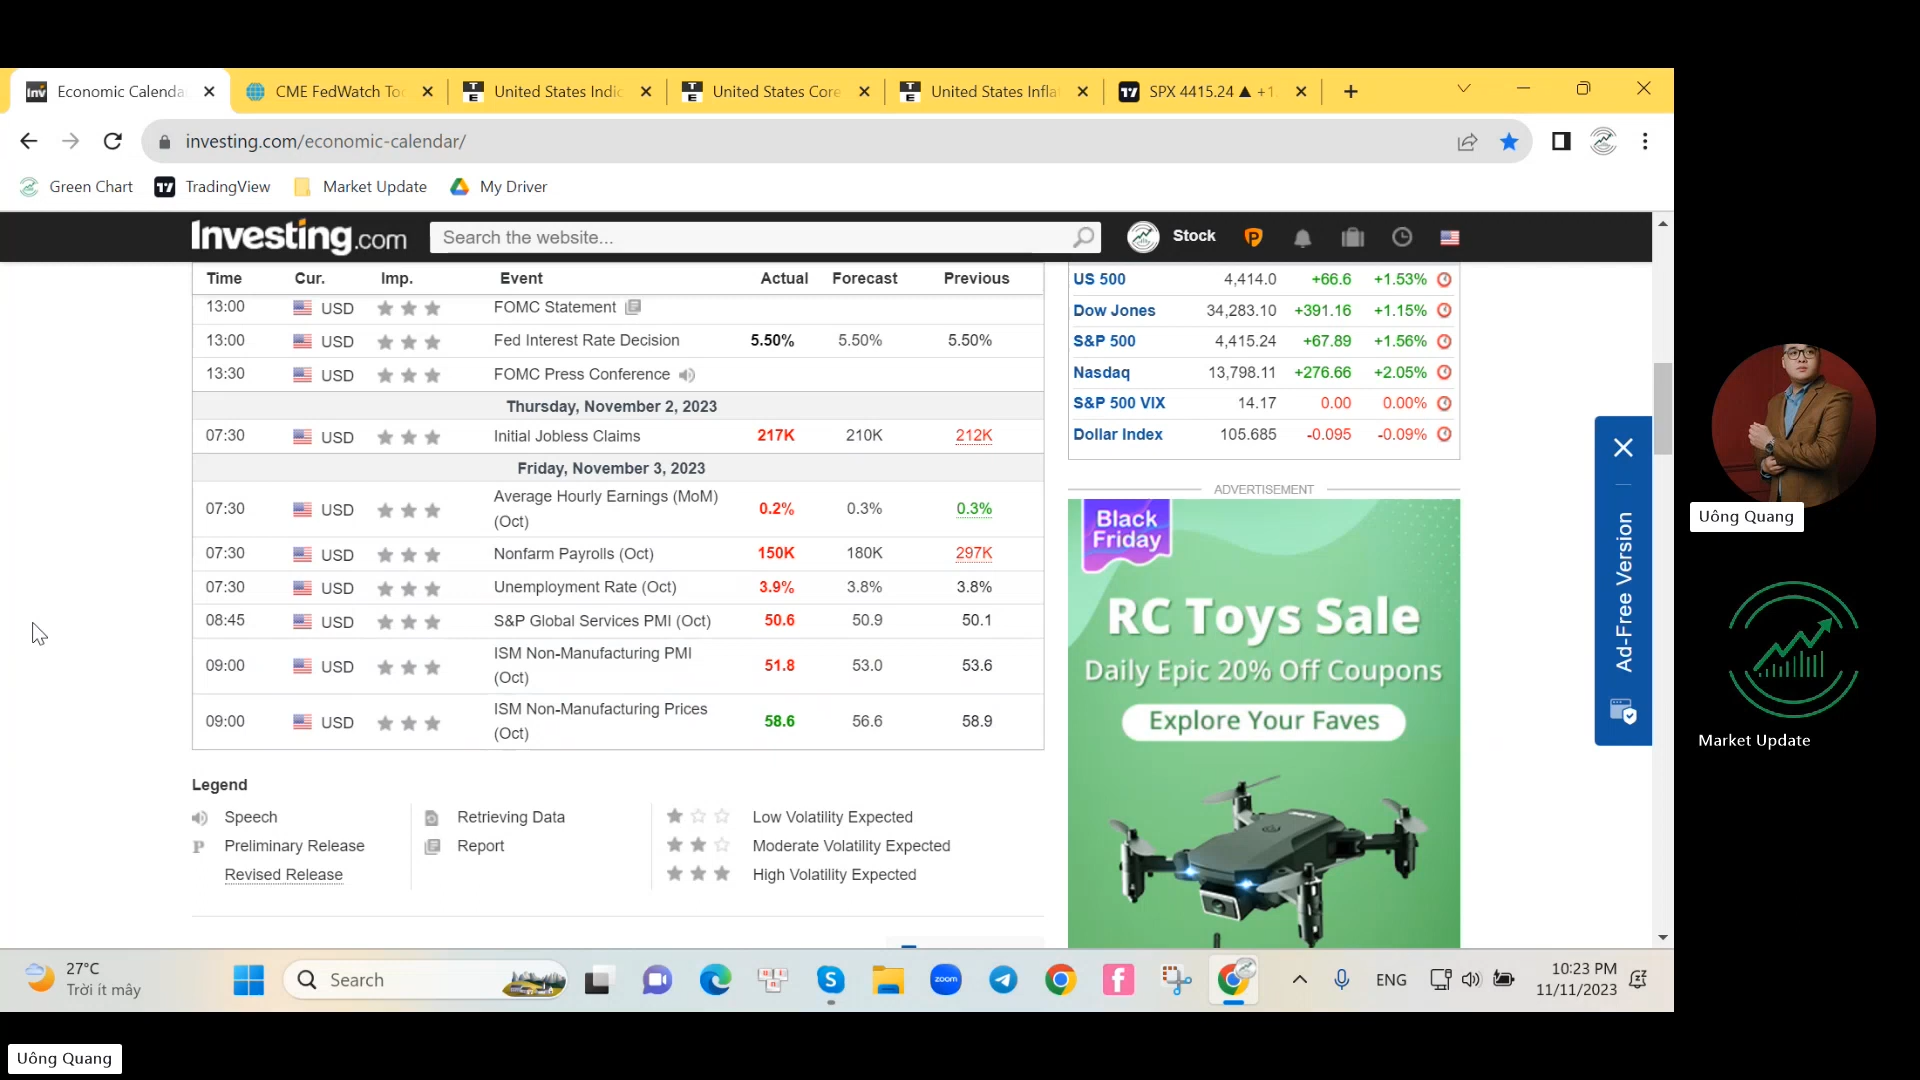 Inv Economic Calenda
CME FedWatch Too
TE United States Indic
TE United States Core
TE United States Infla
SPX 4415.24 ▲ +1.
investing.com/economic-calendar/
Green Chart TradingView Market Update My Driver
Investing.com Search the website... Stock
Time Cur. Imp. Event Actual Forecast Previous
13:00 USD FOMC Statement
13:00 USD Fed Interest Rate Decision 5.50% 5.50% 5.50%
13:30 USD FOMC Press Conference
Thursday, November 2, 2023
07:30 USD Initial Jobless Claims 217K 210K 212K
Friday, November 3, 2023
07:30 USD Average Hourly Earnings (MoM) 0.2% 0.3% 0.3%
(Oct)
07:30 USD Nonfarm Payrolls (Oct) 150K 180K 297K
07:30 USD Unemployment Rate (Oct) 3.9% 3.8% 3.8%
08:45 USD S&P Global Services PMI (Oct) 50.6 50.9 50.1
09:00 USD ISM Non-Manufacturing PMI 51.8 53.0 53.6
(Oct)
09:00 USD ISM Non-Manufacturing Prices 58.6 56.6 58.9
(Oct)
Legend
Speech Retrieving Data Low Volatility Expected
P Preliminary Release Report Moderate Volatility Expected
Revised Release High Volatility Expected
US 500 4,414.0 +66.6 +1.53%
Dow Jones 34,283.10 +391.16 +1.15%
S&P 500 4,415.24 +67.89 +1.56%
Nasdaq 13,798.11 +276.66 +2.05%
S&P 500 VIX 14.17 0.00 0.00%
Dollar Index 105.685 -0.095 -0.09%
ADVERTISEMENT
Black
Friday
RC Toys Sale
Daily Epic 20% Off Coupons
Explore Your Faves
Ad-Free Version
Uông Quang
Market Update
27°C
Trời ít mây
Search
zoom
ENG
10:23 PM
11/11/2023
Uông Quang